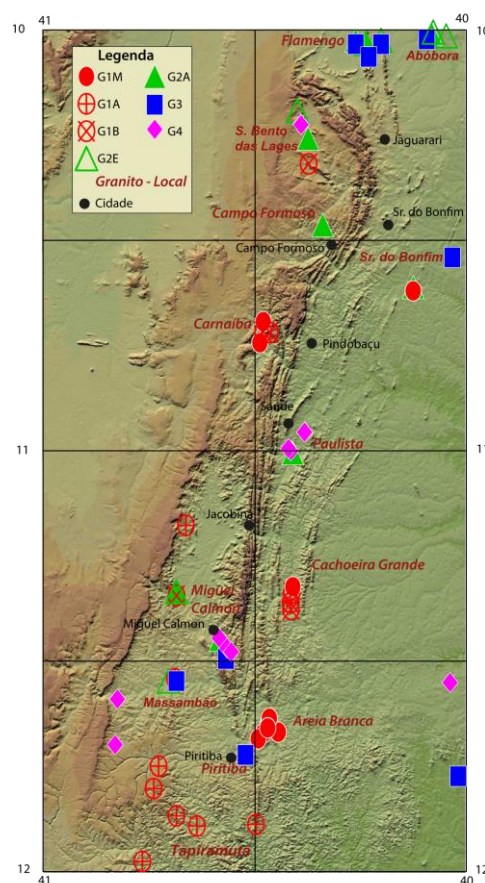 41
40
10
10
Legenda
G1M
G2A
G1A
G3
G1B
G4
G2E
Granito - Local
Cidade
Flamengo
Abóbora
S. Bento
das Lages
Jaguarari
Campo Formoso
Sr. do Bonfim
Campo Formoso
Sr. do Bonfim
Carnaíba
Pindobaçu
Saúde
Paulista
11
Jacobina
Cachoeira Grande
Miguel
Calmon
Miguel Calmon
Massambão
Areia Branca
Piritiba
Piritiba
Tapiramutá
12
12
41
40